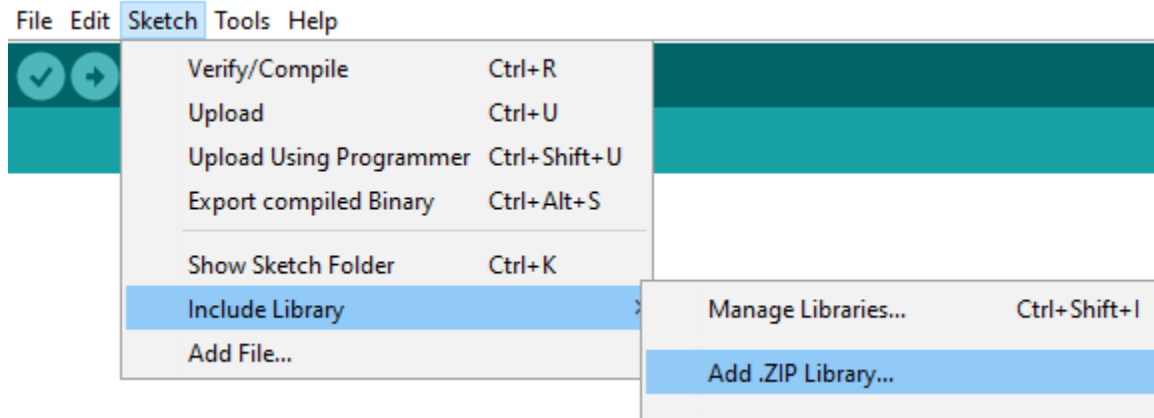 File Edit Sketch Tools Help
Verify/Compile Ctrl+R
Upload Ctrl+U
Upload Using Programmer Ctrl+Shift+U
Export compiled Binary Ctrl+Alt+S
Show Sketch Folder Ctrl+K
Include Library
Manage Libraries... Ctrl+Shift+I
Add File...
Add .ZIP Library...